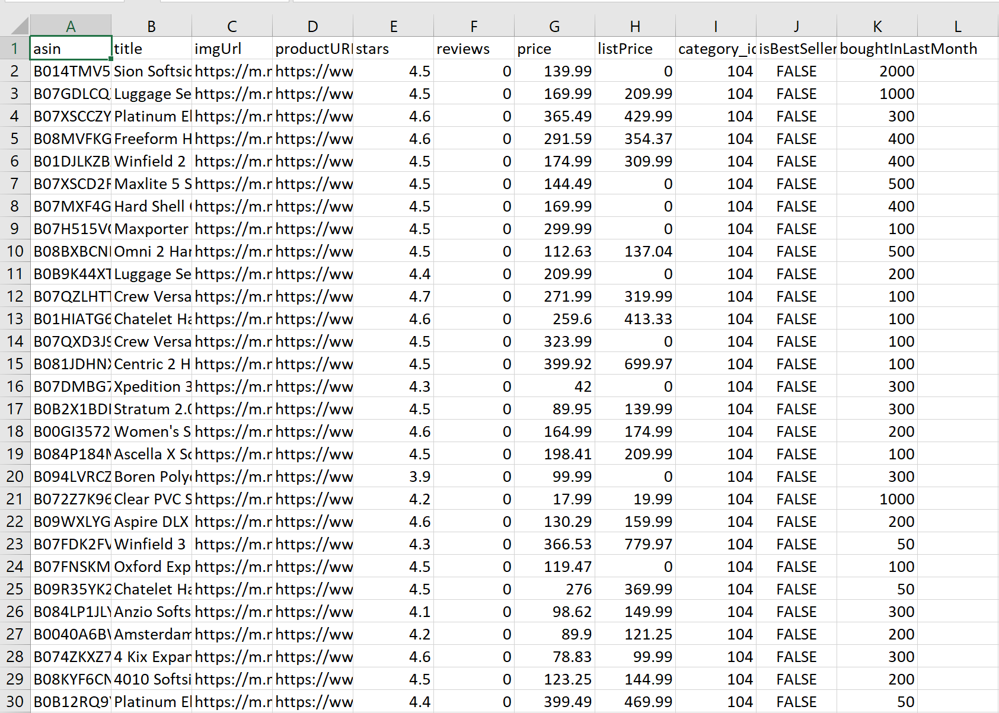 A B C D E F G H I J K L
1 asin title imgUrl productURL stars reviews price listPrice category_id isBestSeller boughtInLastMonth
2 B014TMV5 Sion Softsid https://m.r https://ww 4.5 0 139.99 0 104 FALSE 2000
3 B07GDLCQ Luggage Se https://m.r https://ww 4.5 0 169.99 209.99 104 FALSE 1000
4 B07XSCCZY Platinum El https://m.r https://ww 4.6 0 365.49 429.99 104 FALSE 300
5 B08MVFKG Freeform H https://m.r https://ww 4.6 0 291.59 354.37 104 FALSE 400
6 B01DJLKZB Winfield 2 https://m.r https://ww 4.5 0 174.99 309.99 104 FALSE 400
7 B07XSCD2F Maxlite 5 S https://m.r https://ww 4.5 0 144.49 0 104 FALSE 500
8 B07MXF4G Hard Shell https://m.r https://ww 4.5 0 169.99 0 104 FALSE 400
9 B07H515V Maxporter https://m.r https://ww 4.5 0 299.99 0 104 FALSE 100
10 B08BXBCN Omni 2 Har https://m.r https://ww 4.5 0 112.63 137.04 104 FALSE 500
11 B0B9K44XT Luggage Se https://m.r https://ww 4.4 0 209.99 0 104 FALSE 200
12 B07QZLHTT Crew Versa https://m.r https://ww 4.7 0 271.99 319.99 104 FALSE 100
13 B01HIATG6 Chatelet Ha https://m.r https://ww 4.6 0 259.6 413.33 104 FALSE 100
14 B07QXD3J9 Crew Versa https://m.r https://ww 4.5 0 323.99 0 104 FALSE 100
15 B081JDHNX Centric 2 H https://m.r https://ww 4.5 0 399.92 699.97 104 FALSE 100
16 B07DMBG7 Xpedition 3 https://m.r https://ww 4.3 0 42 0 104 FALSE 300
17 B0B2X1BD Stratum 2.0 https://m.r https://ww 4.5 0 89.95 139.99 104 FALSE 300
18 B00GI3572 Women's S https://m.r https://ww 4.6 0 164.99 174.99 104 FALSE 200
19 B084P184 Ascella X So https://m.r https://ww 4.5 0 198.41 209.99 104 FALSE 100
20 B094LVRCZ Boren Poly https://m.r https://ww 3.9 0 99.99 0 104 FALSE 300
21 B072Z7K96 Clear PVC S https://m.r https://ww 4.2 0 17.99 19.99 104 FALSE 1000
22 B09WXLYG Aspire DLX https://m.r https://ww 4.6 0 130.29 159.99 104 FALSE 200
23 B07FDK2FV Winfield 3 https://m.r https://ww 4.3 0 366.53 779.97 104 FALSE 50
24 B07FNSKM Oxford Exp https://m.r https://ww 4.5 0 119.47 0 104 FALSE 100
25 B09R35YK2 Chatelet Ha https://m.r https://ww 4.5 0 276 369.99 104 FALSE 50
26 B084LP1JLY Anzio Softs https://m.r https://ww 4.1 0 98.62 149.99 104 FALSE 300
27 B0040A6B Amsterdam https://m.r https://ww 4.2 0 89.9 121.25 104 FALSE 200
28 B074ZKXZ7 4 Kix Expan https://m.r https://ww 4.6 0 78.83 99.99 104 FALSE 300
29 B08KYF6CN 4010 Softsi https://m.r https://ww 4.5 0 123.25 144.99 104 FALSE 200
30 B0B12RQ9 Platinum El https://m.r https://ww 4.4 0 399.49 469.99 104 FALSE 50